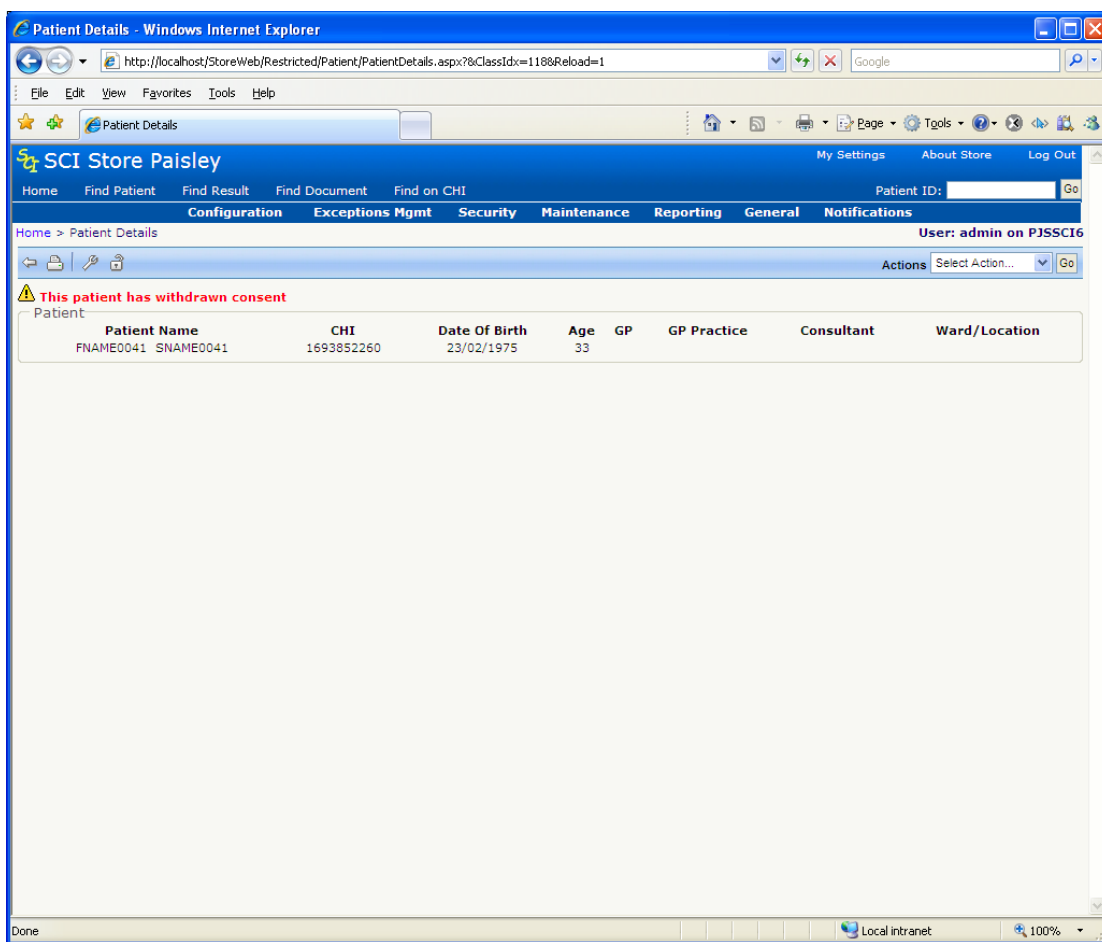 Patient Details - Windows Internet Explorer
http://localhost/StoreWeb/Restricted/Patient/PatientDetails.aspx?&ClassIdx=118&Reload=1 Google
File Edit View Favorites Tools Help
Patient Details Page Tools
SCI Store Paisley My Settings About Store Log Out
Home Find Patient Find Result Find Document Find on CHI Patient ID: Go
Configuration Exceptions Mgmt Security Maintenance Reporting General Notifications
Home > Patient Details User: admin on PJSSCI6
Actions Select Action... Go
This patient has withdrawn consent
Patient
Patient Name CHI Date Of Birth Age GP GP Practice Consultant Ward/Location
FNAME0041 SNAME0041 1693852260 23/02/1975 33
Done Local intranet 100%